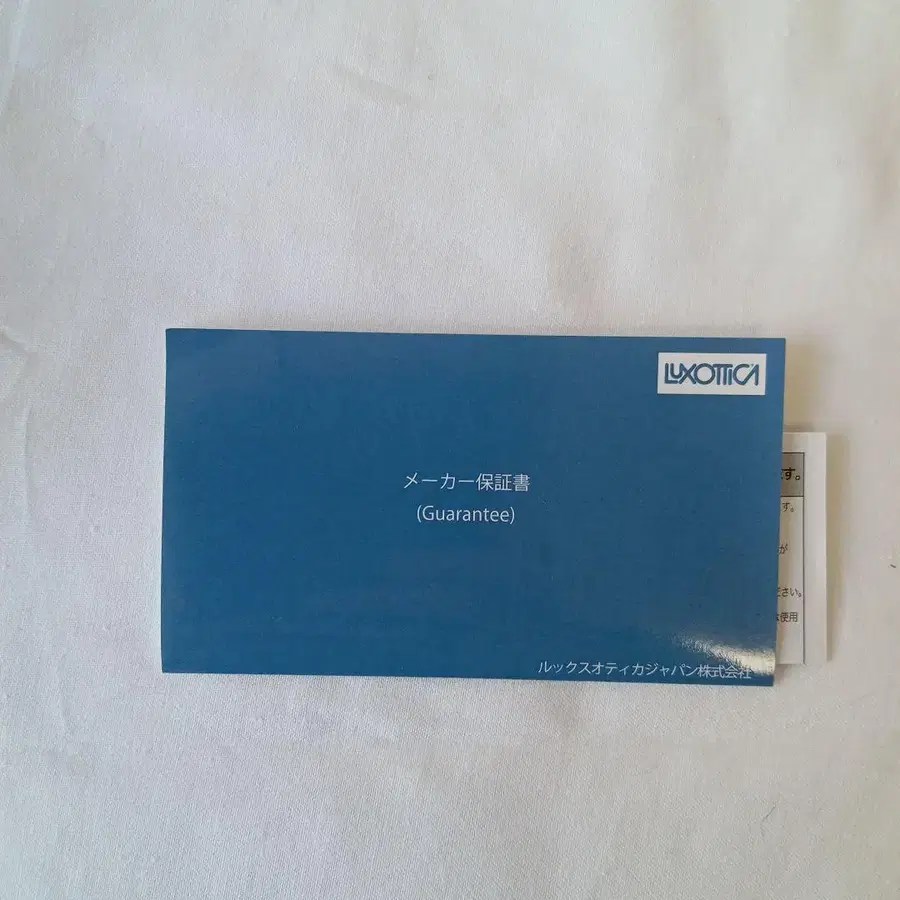 LUXOTTICA
メーカー保証書
(Guarantee)
ルックスオティカジャパン株式会社
す。
す。
が
ださい。
使用